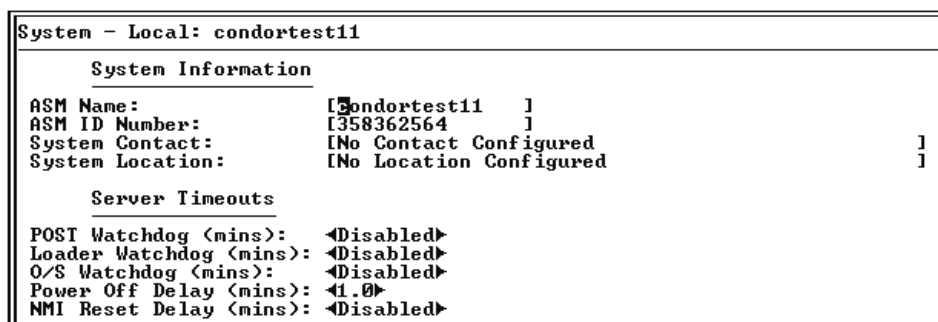 System - Local: condortest11
System Information
ASM Name: [condortest11 ]
ASM ID Number: [358362564 ]
System Contact: [No Contact Configured ]
System Location: [No Location Configured ]
Server Timeouts
POST Watchdog (mins): ◄Disabled►
Loader Watchdog (mins): ◄Disabled►
O/S Watchdog (mins): ◄Disabled►
Power Off Delay (mins): ◄1.0►
NMI Reset Delay (mins): ◄Disabled►